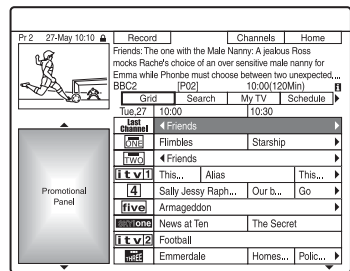 Pr 2 27-May 10:10 Record Channels Home
Friends: The one with the Male Nanny: A jealous Ross
mocks Rache's choice of an over sensitive male nanny for
Emma while Phonbe must choose between two unexpected,...
BBC2 [P02] 10:00(120Min) i
Grid Search My TV Schedule
Tue,27 10:00 10:30
Last Channel Friends
ONE Flimbles Starship
TWO Friends
itv1 This... Alias This...
4 Sally Jessy Raph... Our b... Go
five Armageddon
one News at Ten The Secret
itv2 Football
THREE Emmerdale Homes... Polic...
Promotional
Panel